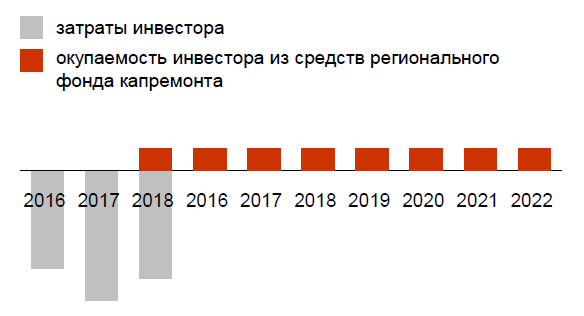 затраты инвестора
окупаемость инвестора из средств регионального
фонда капремонта
2016 2017 2018 2016 2017 2018 2019 2020 2021 2022